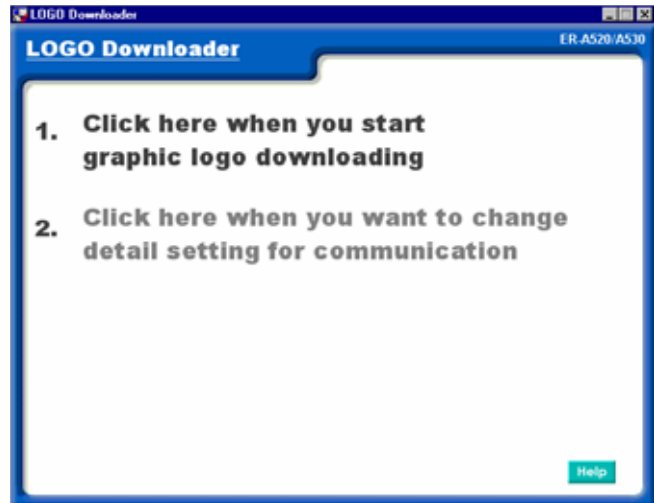 LOGO Downloader
LOGO Downloader
ER-A520/A530
1. Click here when you start
graphic logo downloading
2. Click here when you want to change
detail setting for communication
Help